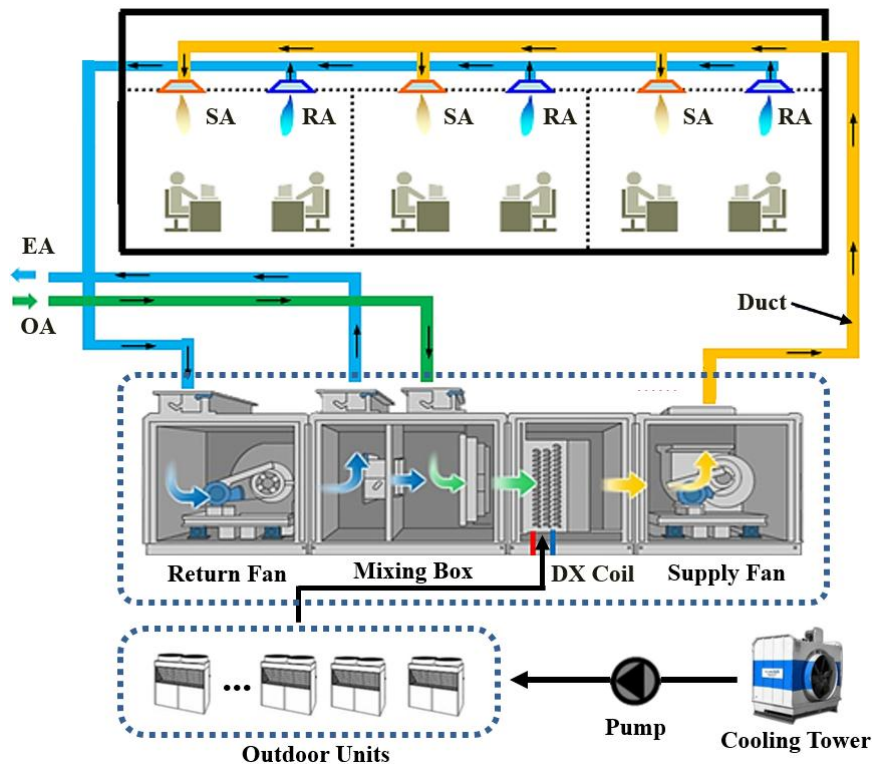 SA
RA
SA
RA
SA
RA
EA
OA
Duct
Return Fan
Mixing Box
DX Coil
Supply Fan
Outdoor Units
Pump
Cooling Tower